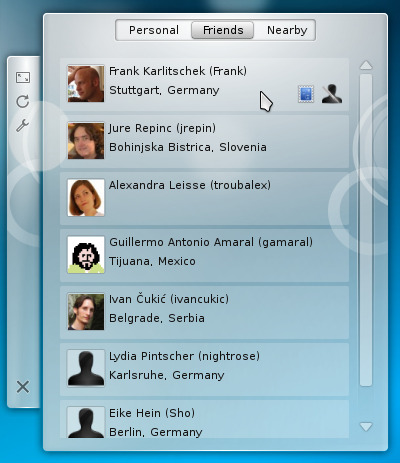 Personal Friends Nearby
Frank Karlitschek (Frank)
Stuttgart, Germany
Jure Repinc (jrepin)
Bohinjska Bistrica, Slovenia
Alexandra Leisse (troubalex)
Guillermo Antonio Amaral (gamaral)
Tijuana, Mexico
Ivan Čukić (ivancukic)
Belgrade, Serbia
Lydia Pintscher (nightrose)
Karlsruhe, Germany
Eike Hein (Sho)
Berlin, Germany